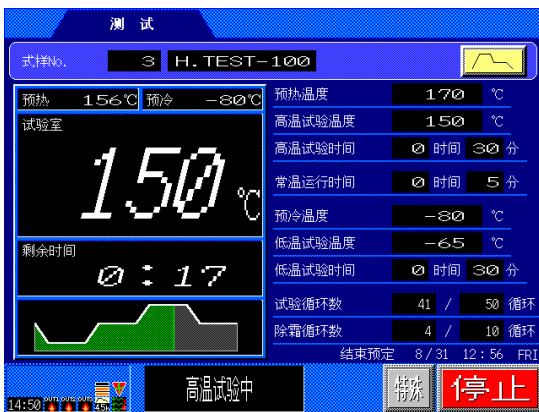 测 试
式样No. 3 H.TEST-100
预热 156℃ 预冷 -80℃
试验室
150℃
剩余时间
0:17
预热温度 170 ℃
高温试验温度 150 ℃
高温试验时间 0 时间 30 分
常温运行时间 0 时间 5 分
预冷温度 -80 ℃
低温试验温度 -65 ℃
低温试验时间 0 时间 30 分
试验循环数 41 / 50 循环
除霜循环数 4 / 10 循环
结束预定 8/31 12:56 FRI
14:50 OUT1 OUT2 OUT3 45H
高温试验中
特殊
停止